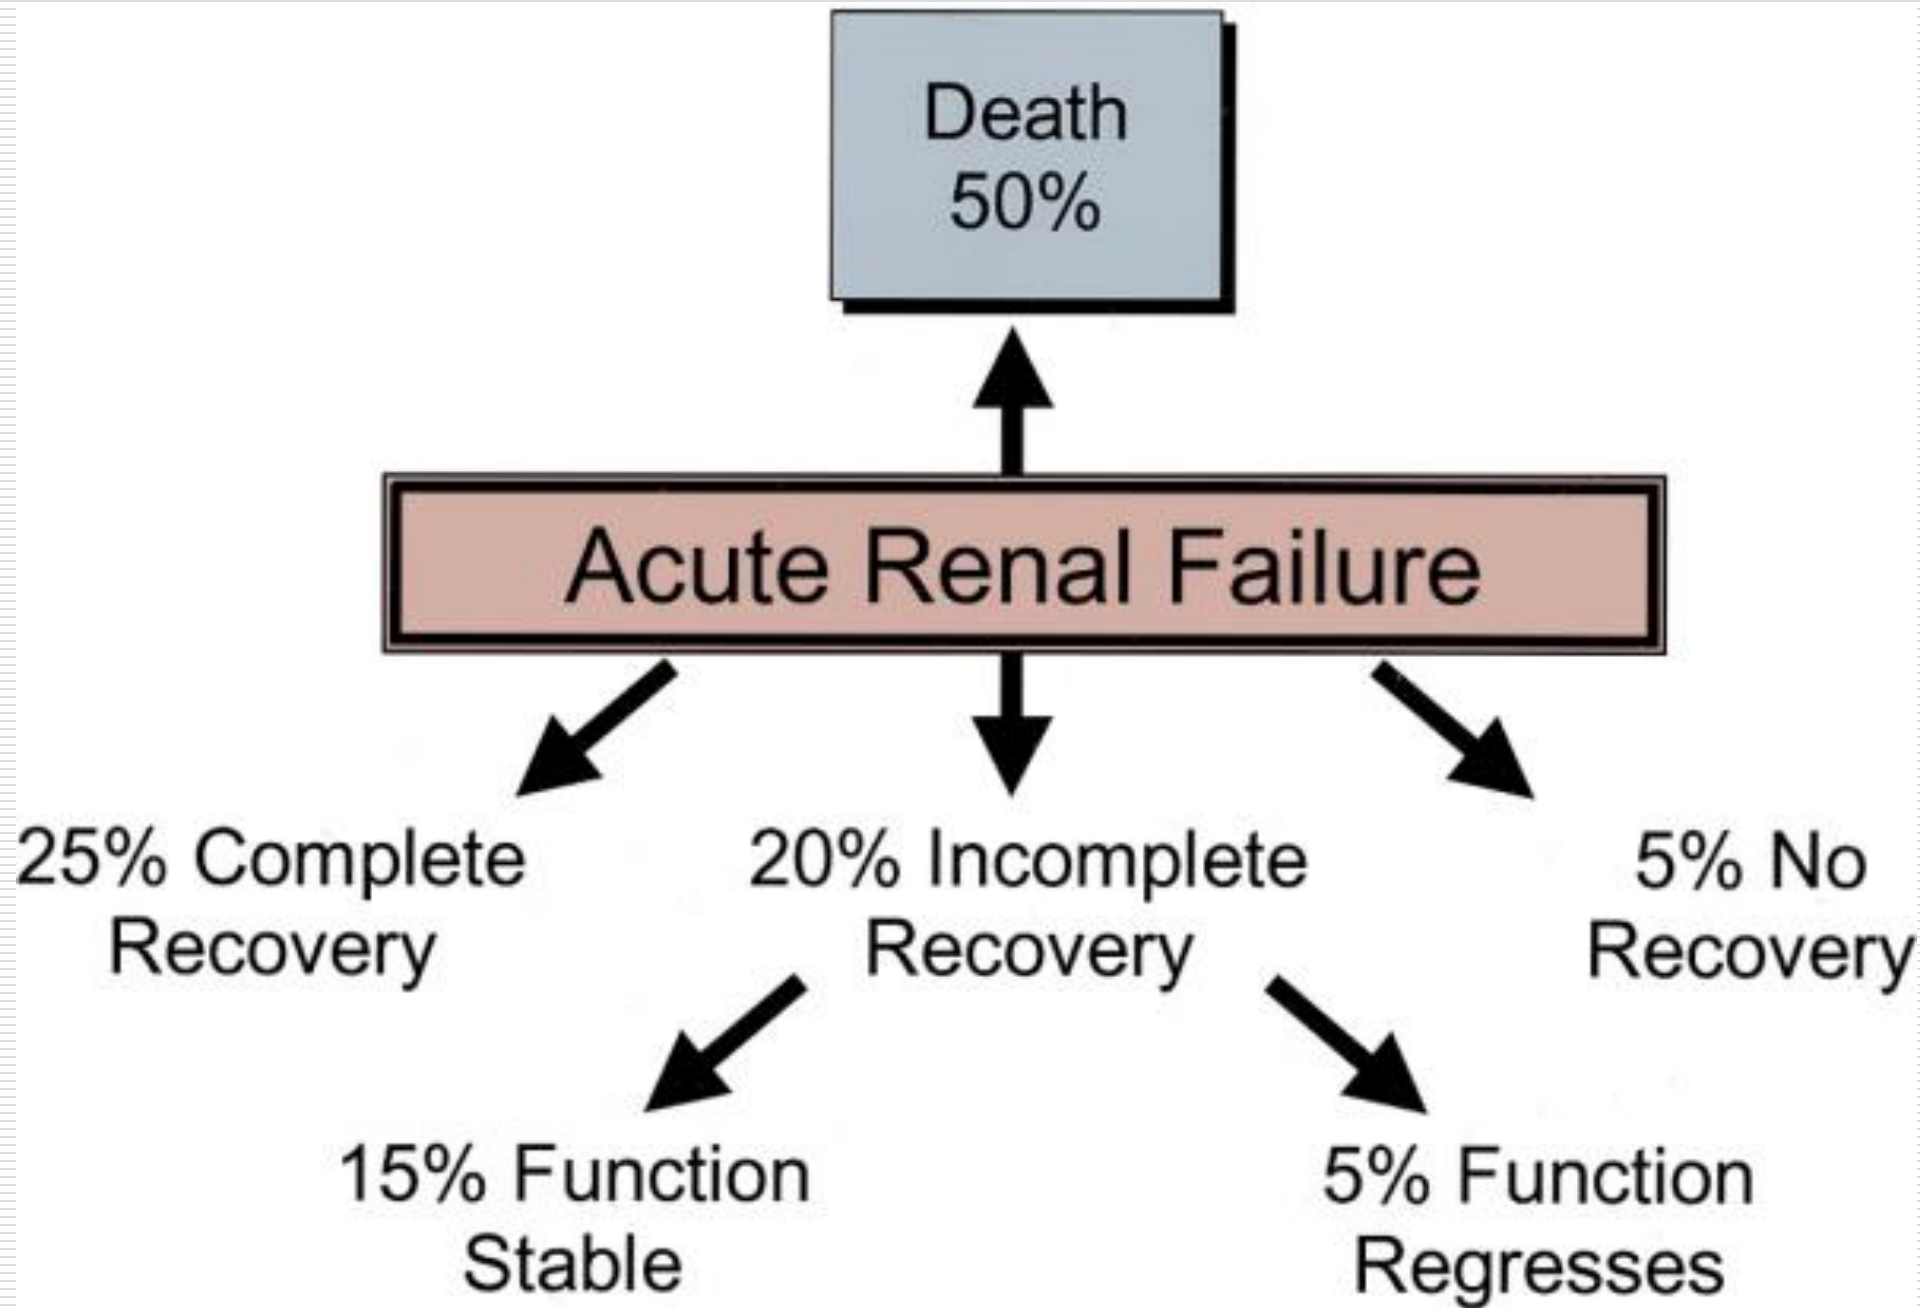 Death
50%
Acute Renal Failure
25% Complete
Recovery
20% Incomplete
Recovery
5% No
Recovery
15% Function
Stable
5% Function
Regresses